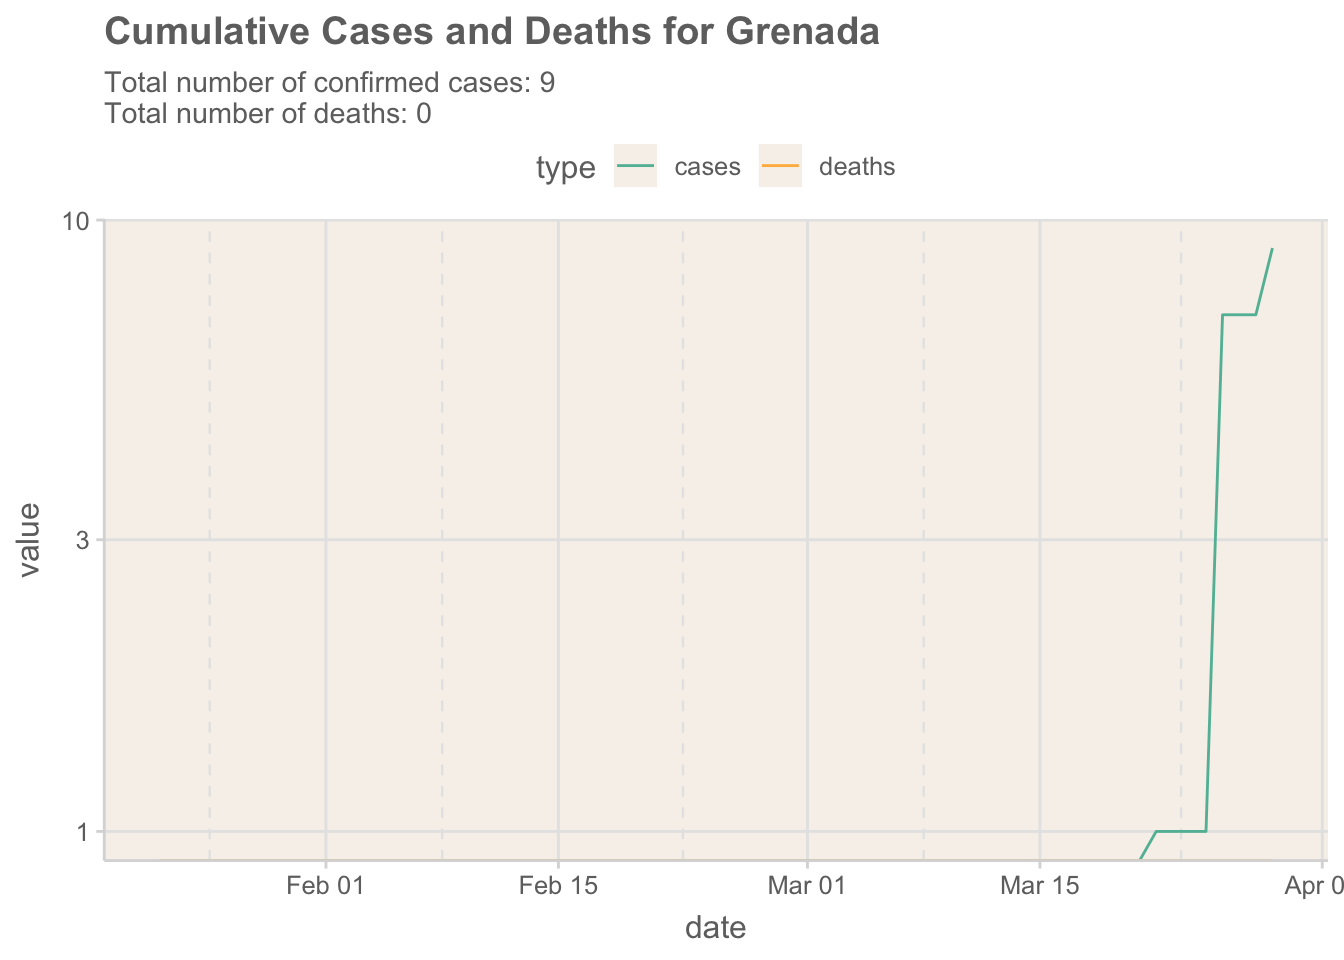 Cumulative Cases and Deaths for Grenada
Total number of confirmed cases: 9
Total number of deaths: 0
type cases deaths
10
3
1
value
Feb 01 Feb 15 Mar 01 Mar 15 Apr 0
date